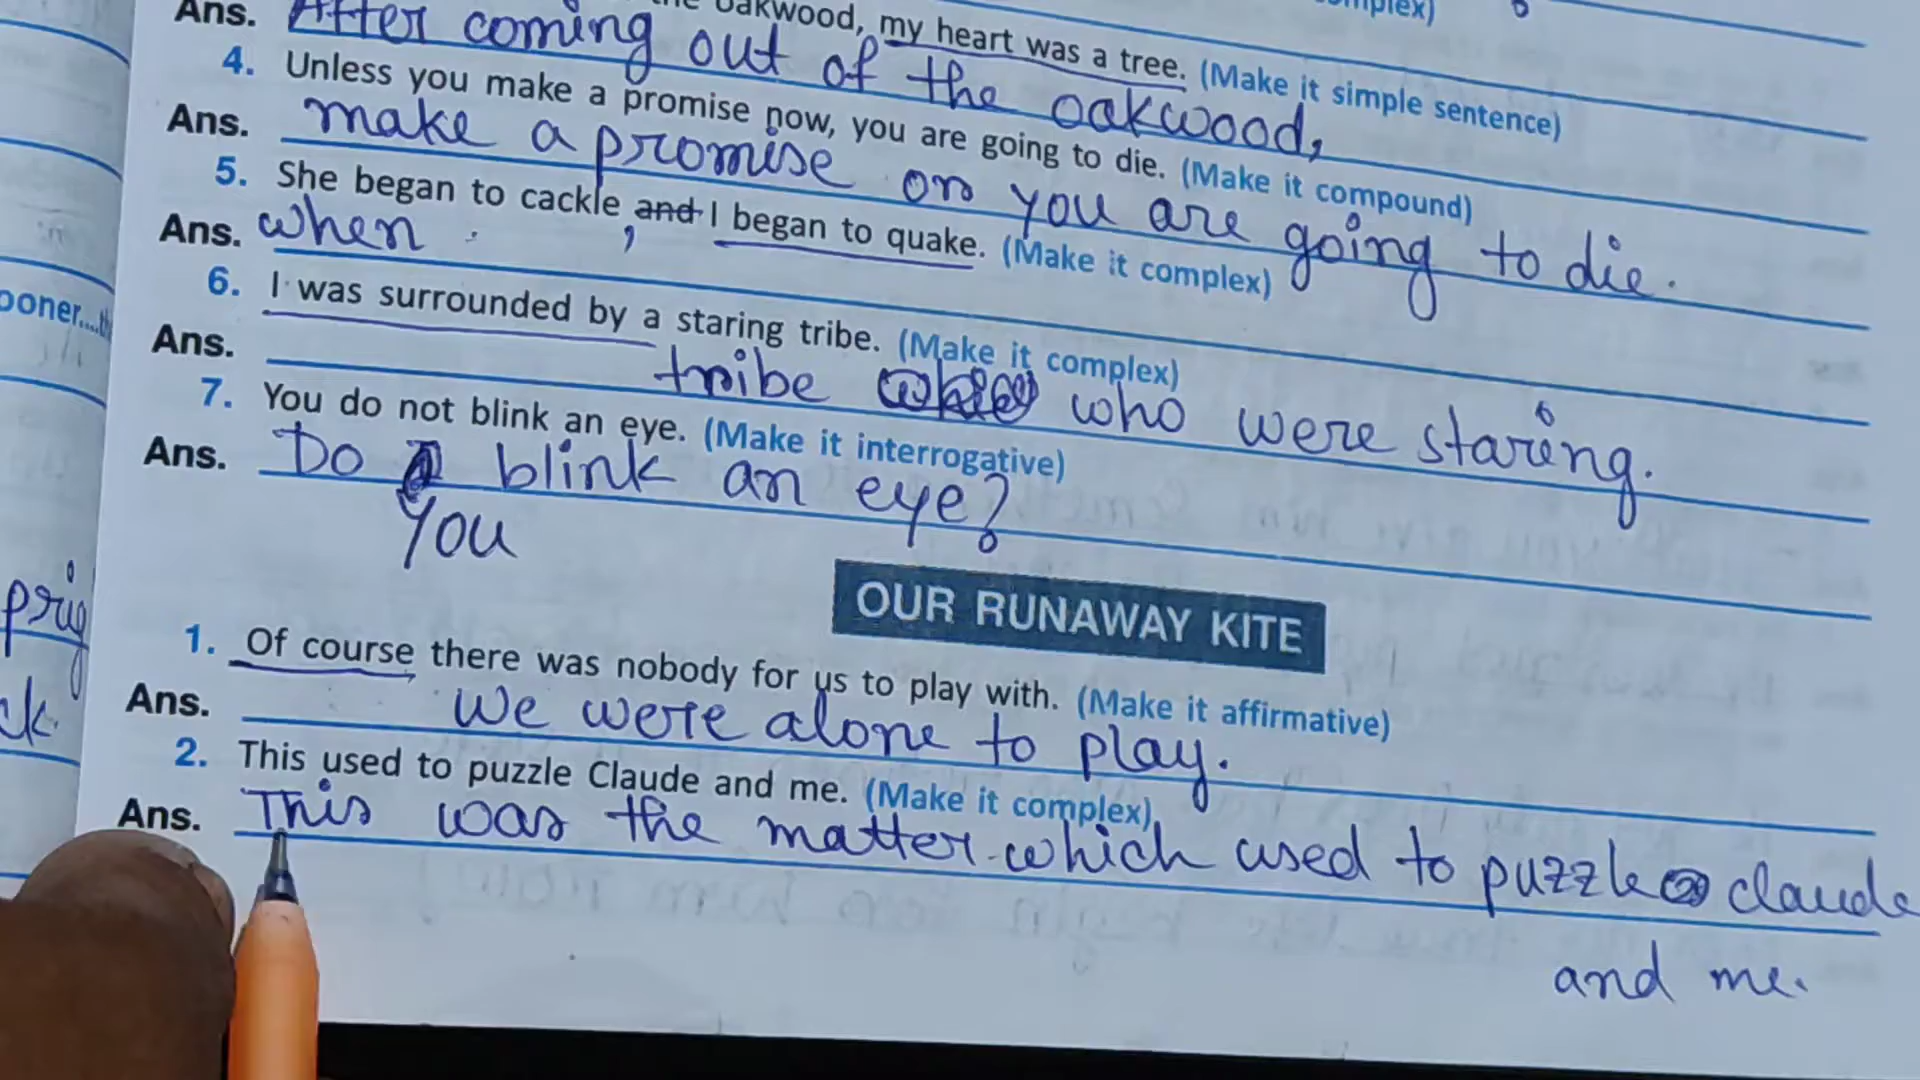 oakwood, my heart was a tree. (Make it simple sentence)
Ans. After coming out of the oakwood,
4. Unless you make a promise now, you are going to die. (Make it compound)
Ans. make a promise or you are going to die.
5. She began to cackle, and I began to quake. (Make it complex)
Ans. when
6. I was surrounded by a staring tribe. (Make it complex)
Ans. tribe who were staring.
7. You do not blink an eye. (Make it interrogative)
Ans. Do blink an eye?
You
OUR RUNAWAY KITE
1. Of course there was nobody for us to play with. (Make it affirmative)
Ans. We were alone to play.
2. This used to puzzle Claude and me. (Make it complex)
Ans. This was the matter which used to puzzle claude
and me.